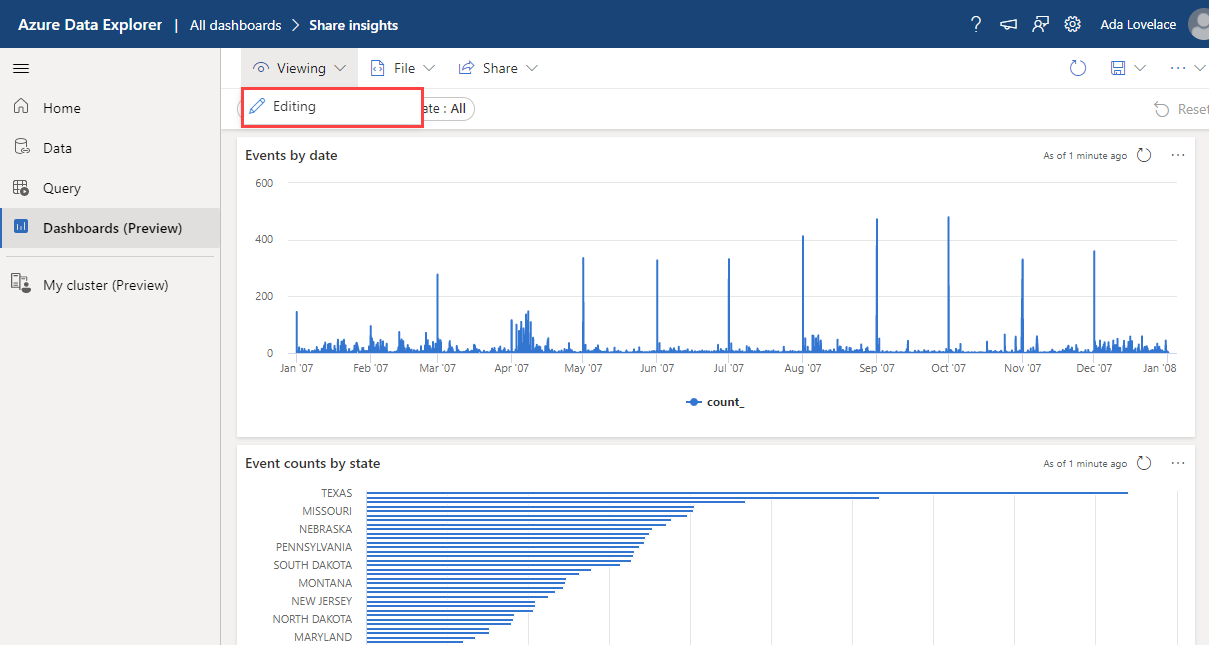 Azure Data Explorer | All dashboards > Share insights ? Ada Lovelace
Viewing File Share
Home
Editing ate : All Reset
Data
Query
Dashboards (Preview)
My cluster (Preview)
Events by date As of 1 minute ago
600
400
200
0
Jan '07 Feb '07 Mar '07 Apr '07 May '07 Jun '07 Jul '07 Aug '07 Sep '07 Oct '07 Nov '07 Dec '07 Jan '08
count_
Event counts by state As of 1 minute ago
TEXAS
MISSOURI
NEBRASKA
PENNSYLVANIA
SOUTH DAKOTA
MONTANA
NEW JERSEY
NORTH DAKOTA
MARYLAND